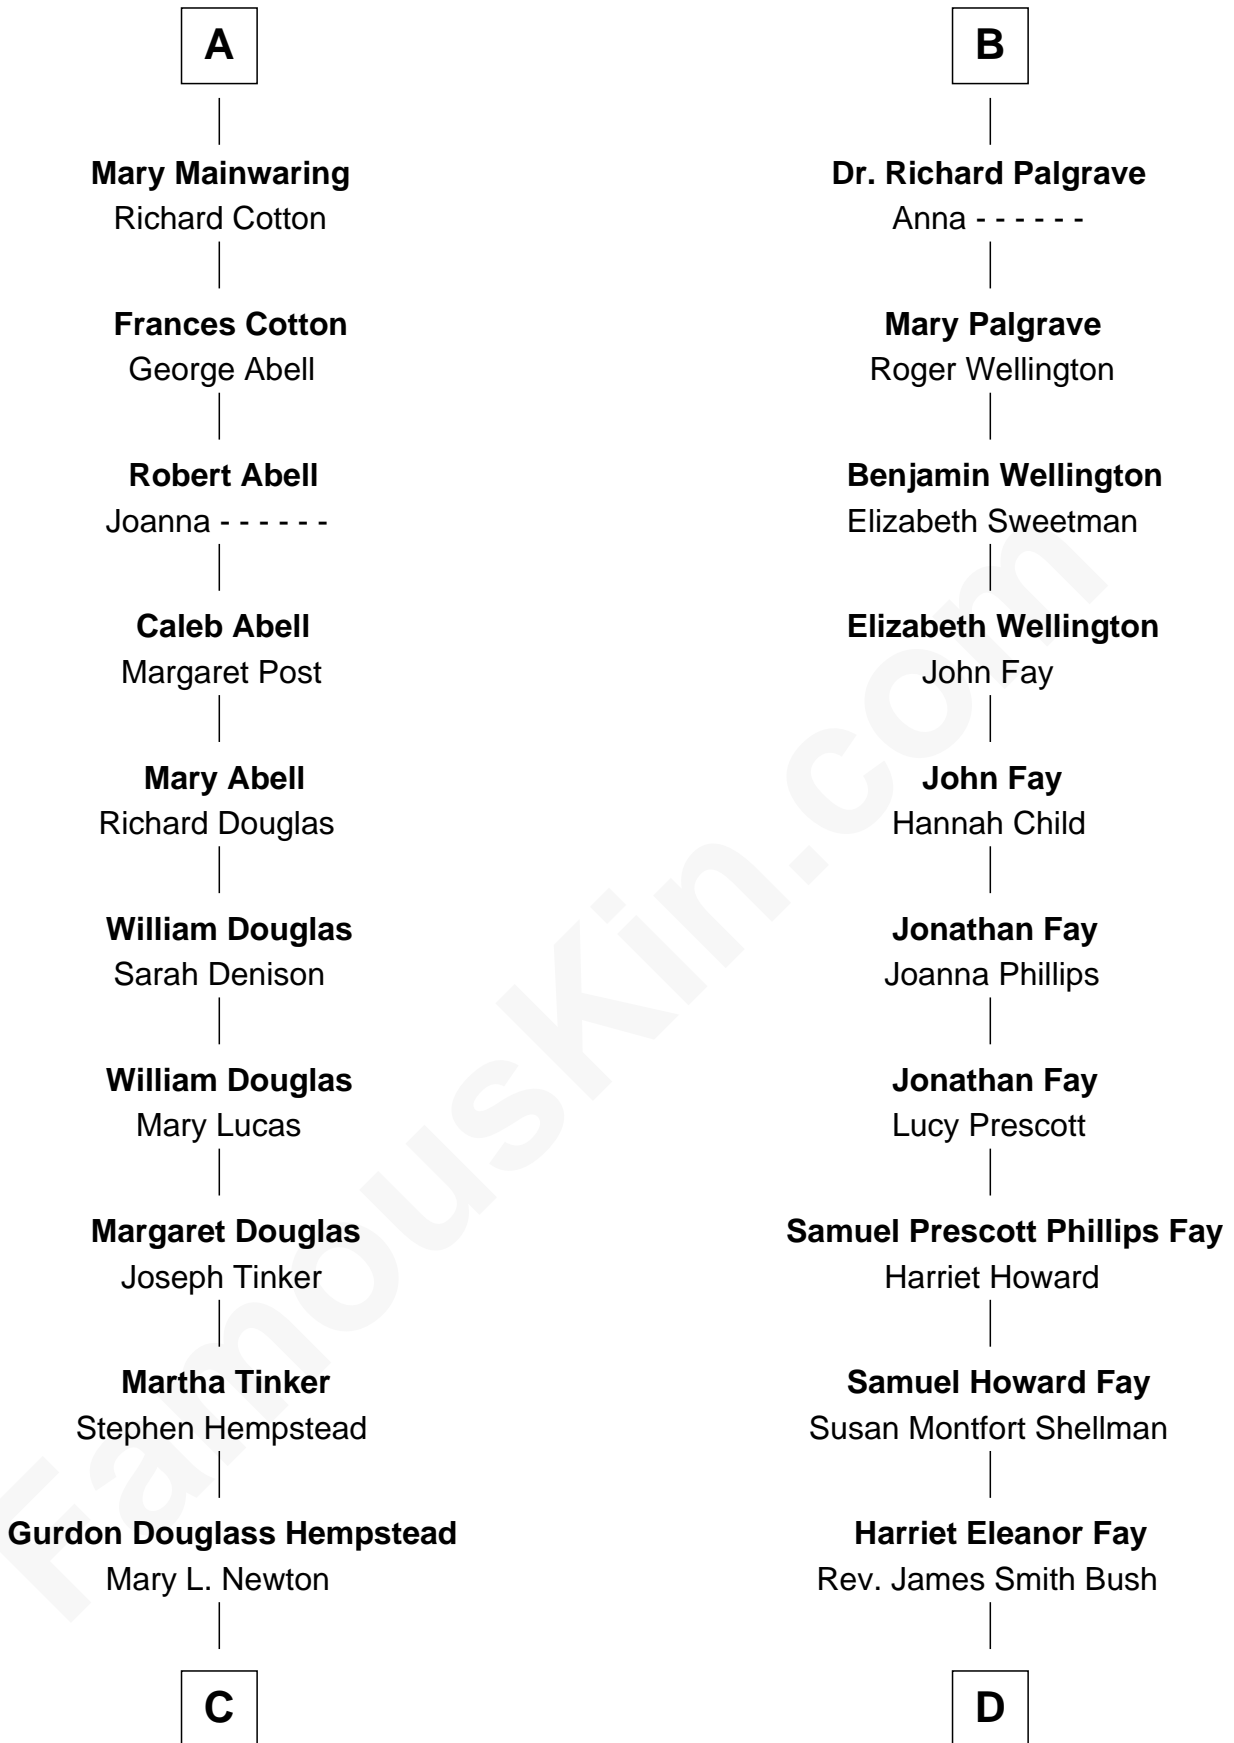 A
Mary Mainwaring
Richard Cotton
Frances Cotton
George Abell
Robert Abell
Joanna - - - - - -
Caleb Abell
Margaret Post
Mary Abell
Richard Douglas
William Douglas
Sarah Denison
William Douglas
Mary Lucas
Margaret Douglas
Joseph Tinker
Martha Tinker
Stephen Hempstead
Gurdon Douglass Hempstead
Mary L. Newton
C
B
Dr. Richard Palgrave
Anna - - - - - -
Mary Palgrave
Roger Wellington
Benjamin Wellington
Elizabeth Sweetman
Elizabeth Wellington
John Fay
John Fay
Hannah Child
Jonathan Fay
Joanna Phillips
Jonathan Fay
Lucy Prescott
Samuel Prescott Phillips Fay
Harriet Howard
Samuel Howard Fay
Susan Montfort Shellman
Harriet Eleanor Fay
Rev. James Smith Bush
D
FamousKin.com